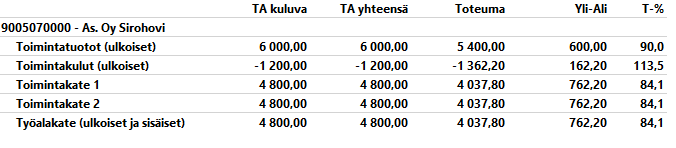 TA kuluva TA yhteensä Toteuma Yli-Ali T-%
9005070000 - As. Oy Sirohovi
Toimintatuotot (ulkoiset) 6 000,00 6 000,00 5 400,00 600,00 90,0
Toimintakulut (ulkoiset) -1 200,00 -1 200,00 -1 362,20 162,20 113,5
Toimintakate 1 4 800,00 4 800,00 4 037,80 762,20 84,1
Toimintakate 2 4 800,00 4 800,00 4 037,80 762,20 84,1
Työalakate (ulkoiset ja sisäiset) 4 800,00 4 800,00 4 037,80 762,20 84,1